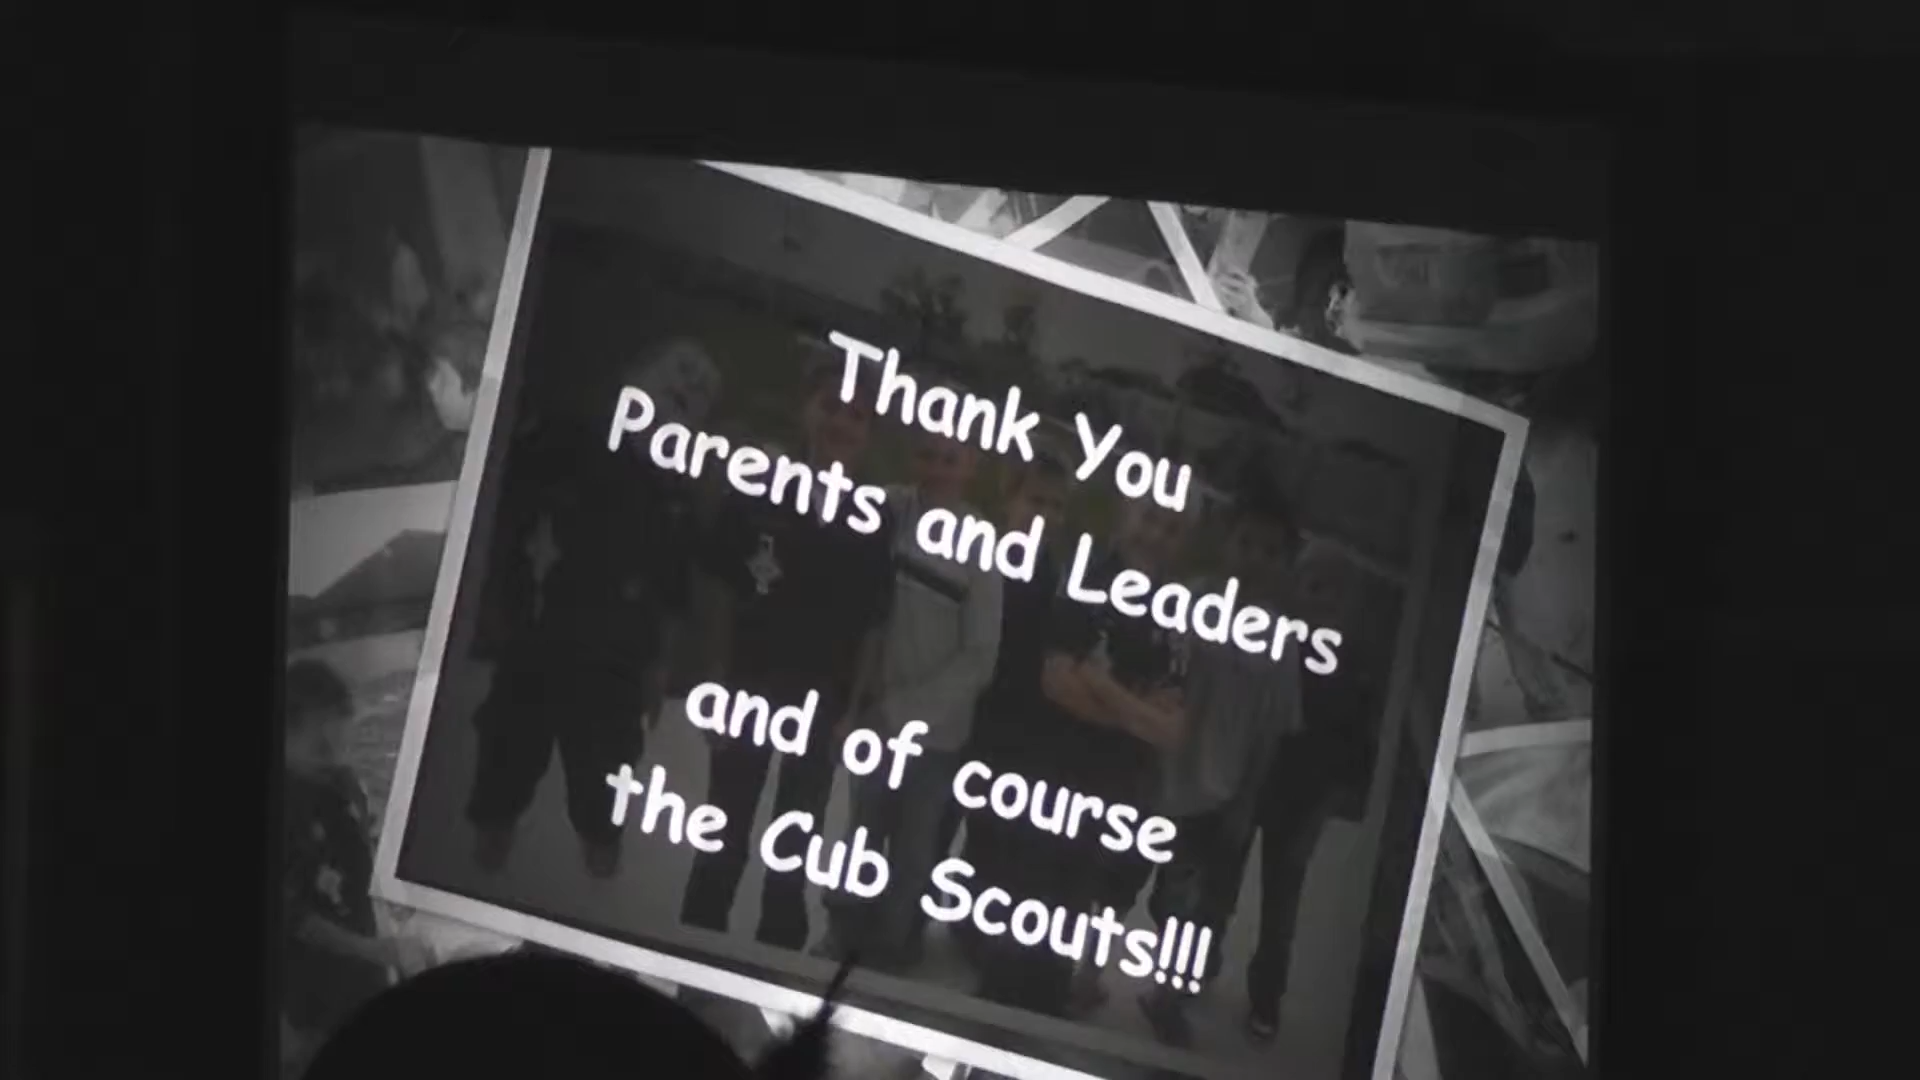 Thank You
Parents and Leaders
and of course
the Cub Scouts!!!